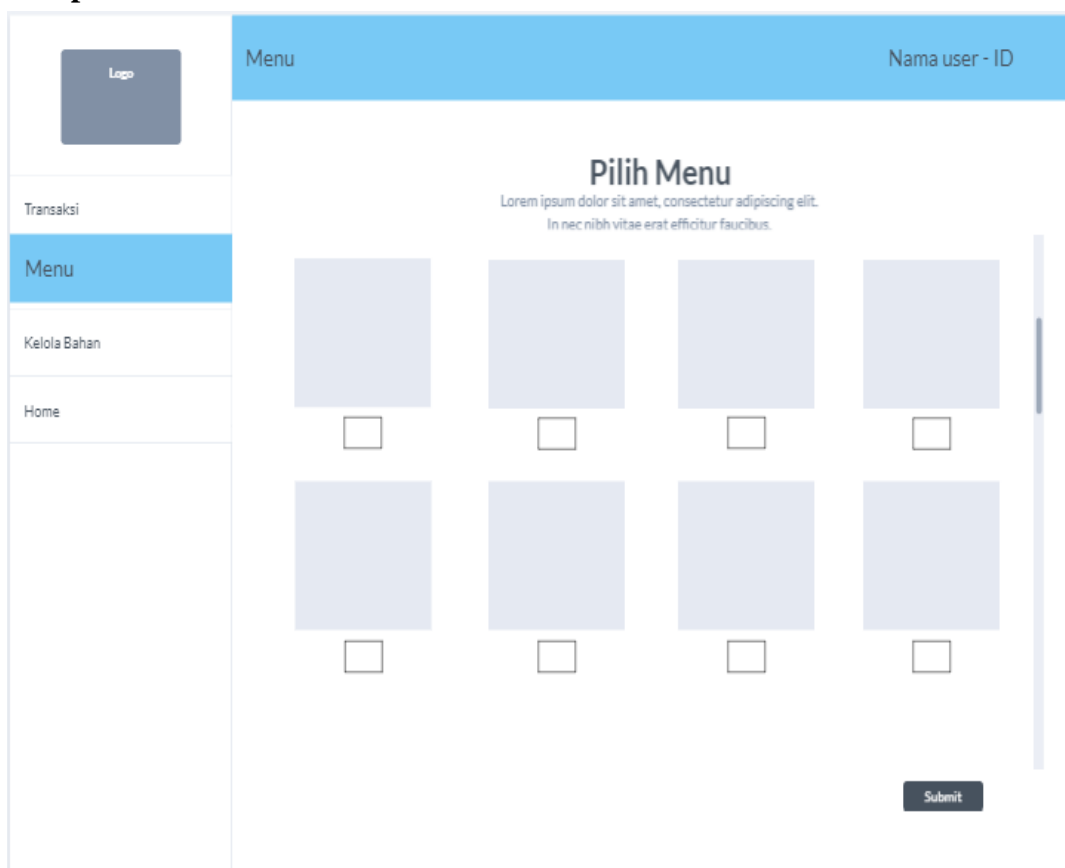 Logo
Menu
Nama user - ID
Transaksi
Menu
Kelola Bahan
Home
Pilih Menu
Lorem ipsum dolor sit amet, consectetur adipiscing elit.
In nec nibh vitae erat efficitur faucibus.
Submit